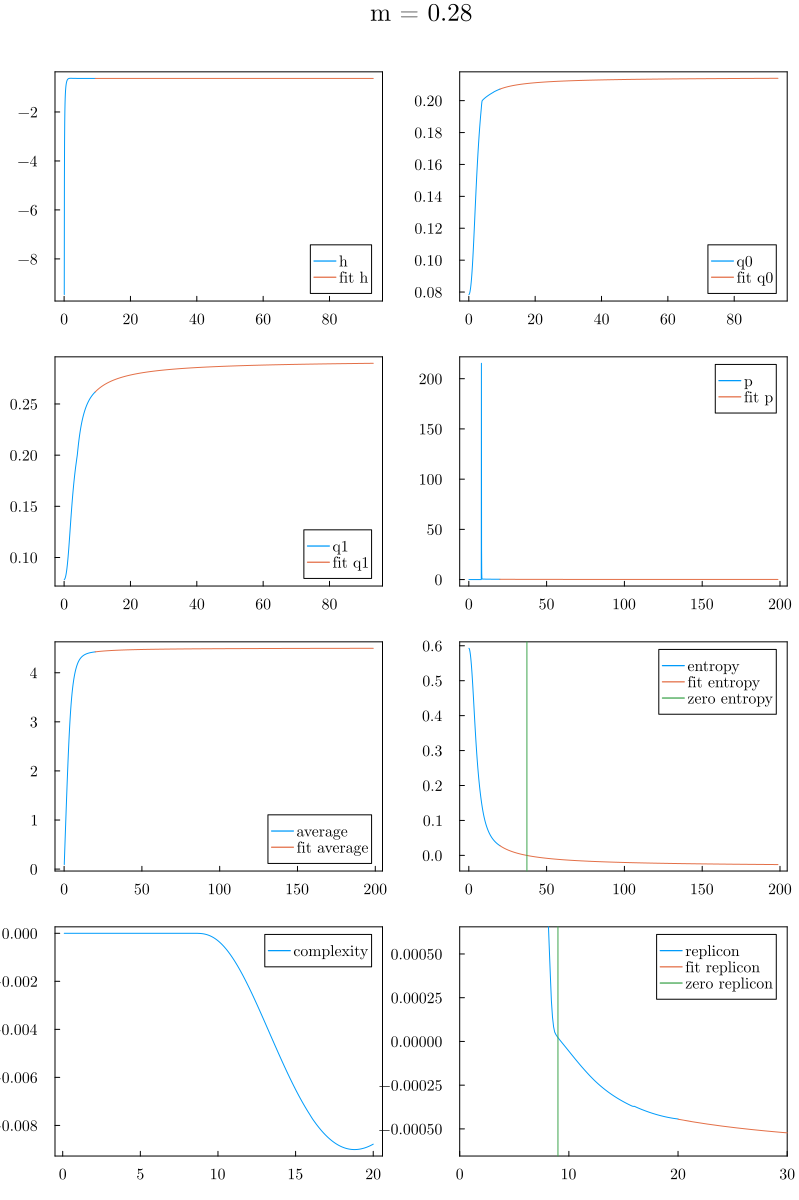 m = 0.28
−2
−4
−6
−8
0 20 40 60 80
h
fit h
0.20
0.18
0.16
0.14
0.12
0.10
0.08
0 20 40 60 80
q0
fit q0
0.25
0.20
0.15
0.10
0 20 40 60 80
q1
fit q1
200
150
100
50
0
0 50 100 150 200
p
fit p
4
3
2
1
0
0 50 100 150 200
average
fit average
0.6
0.5
0.4
0.3
0.2
0.1
0.0
0 50 100 150 200
entropy
fit entropy
zero entropy
0.000
−0.002
−0.004
−0.006
−0.008
0 5 10 15 20
complexity
0.00050
0.00025
0.00000
−0.00025
−0.00050
0 10 20 30
replicon
fit replicon
zero replicon